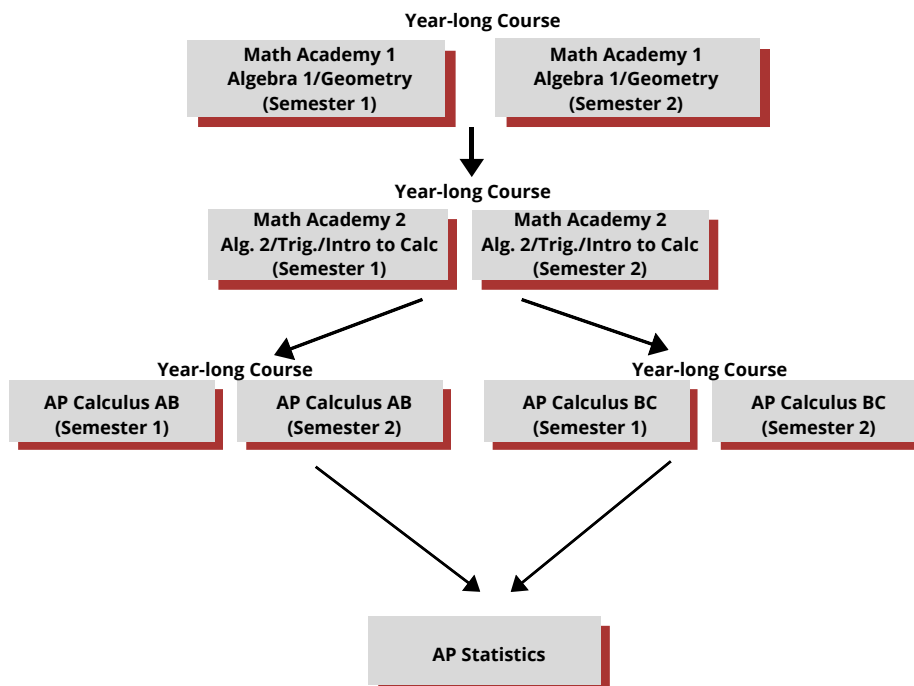 Year-long Course
Math Academy 1
Algebra 1/Geometry
(Semester 1)
Math Academy 1
Algebra 1/Geometry
(Semester 2)
Year-long Course
Math Academy 2
Alg. 2/Trig./Intro to Calc
(Semester 1)
Math Academy 2
Alg. 2/Trig./Intro to Calc
(Semester 2)
Year-long Course
AP Calculus AB
(Semester 1)
AP Calculus AB
(Semester 2)
Year-long Course
AP Calculus BC
(Semester 1)
AP Calculus BC
(Semester 2)
AP Statistics